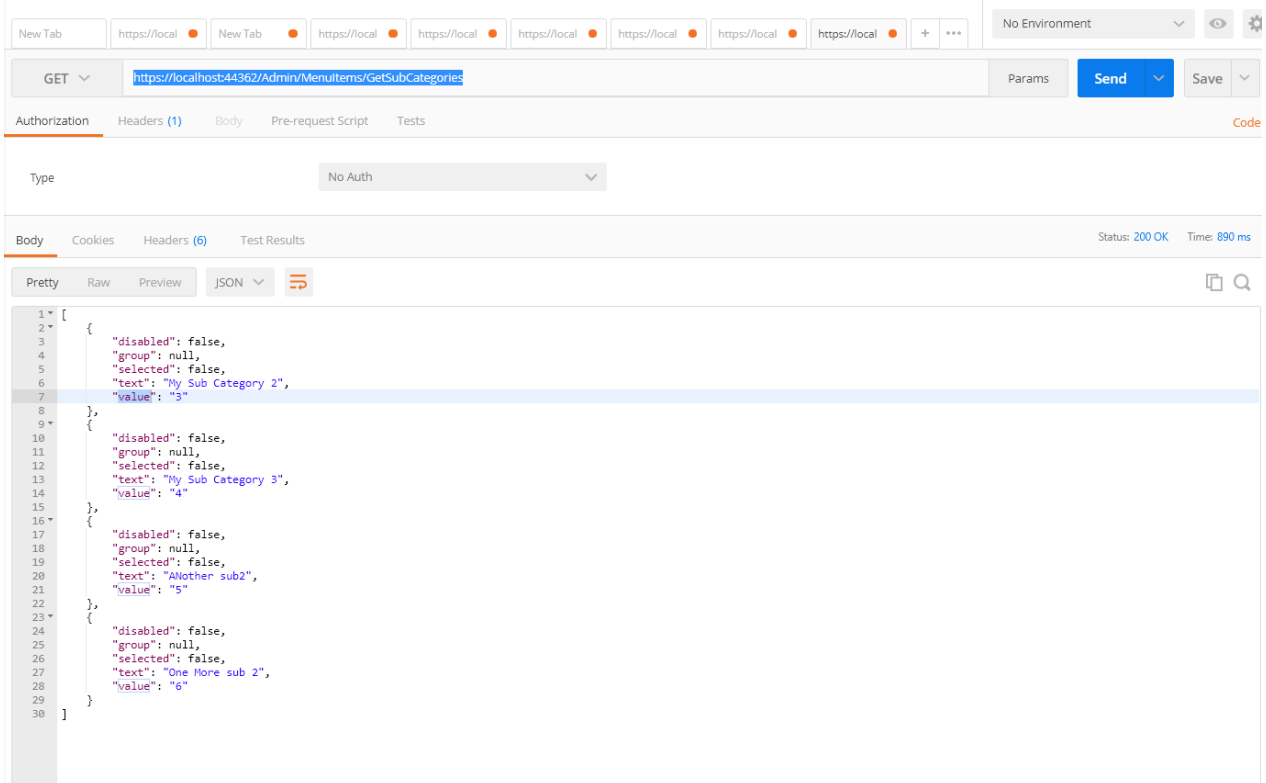 New Tab https://local New Tab https://local https://local https://local https://local https://local https://local + ••• No Environment
GET https://localhost:44362/Admin/MenuItems/GetSubCategories Params Send Save
Authorization Headers (1) Body Pre-request Script Tests Code
Type No Auth
Body Cookies Headers (6) Test Results Status: 200 OK Time: 890 ms
Pretty Raw Preview JSON
1 [
2 {
3 "disabled": false,
4 "group": null,
5 "selected": false,
6 "text": "My Sub Category 2",
7 "value": "3"
8 },
9 {
10 "disabled": false,
11 "group": null,
12 "selected": false,
13 "text": "My Sub Category 3",
14 "value": "4"
15 },
16 {
17 "disabled": false,
18 "group": null,
19 "selected": false,
20 "text": "ANother sub2",
21 "value": "5"
22 },
23 {
24 "disabled": false,
25 "group": null,
26 "selected": false,
27 "text": "One More sub 2",
28 "value": "6"
29 }
30 ]